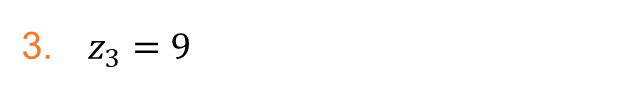 3. z₃ = 9